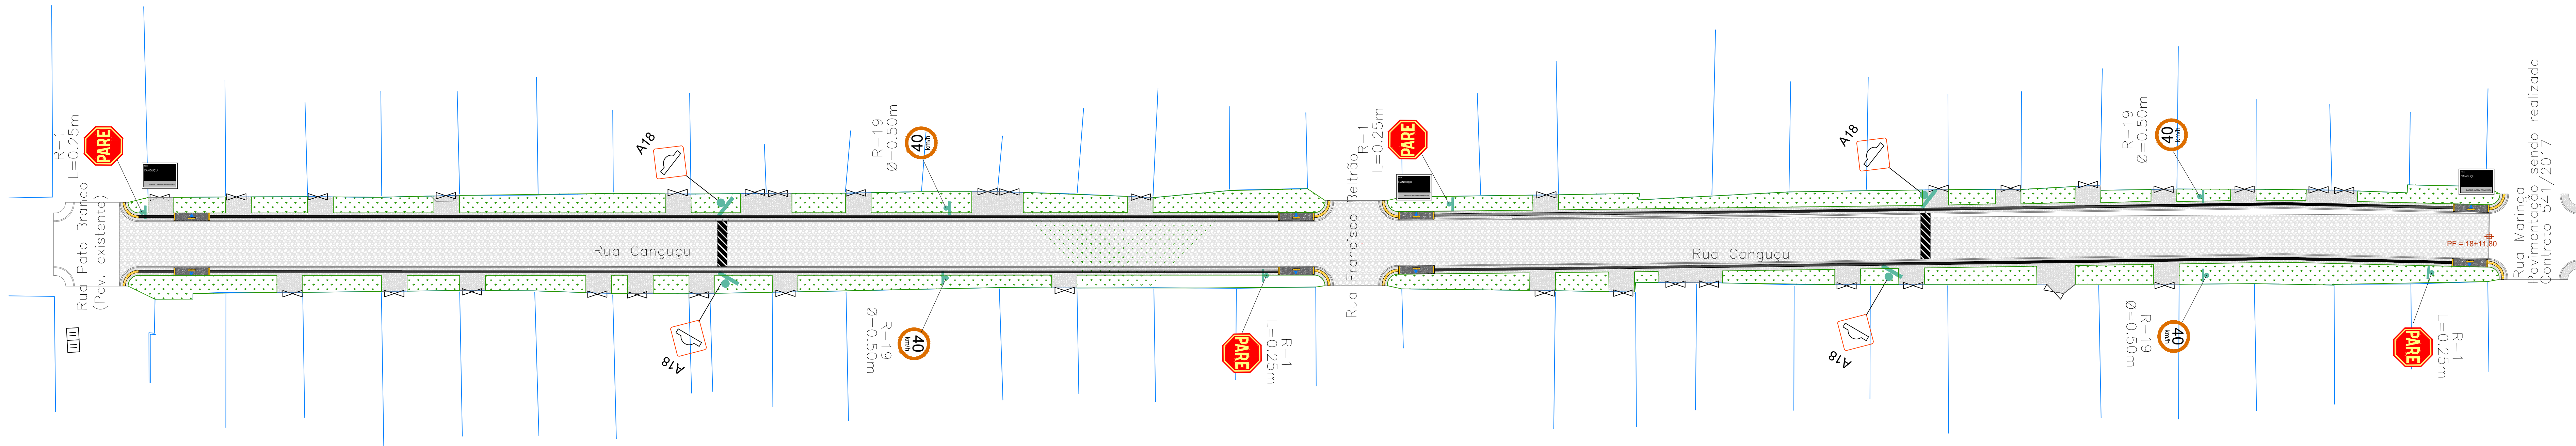 R-1
L=0.25m
PARE
Rua Pato Branco
(Pav. existente)
A18
R-19
Ø=0.50m
40
km/h
Rua Canguçu
A18
R-19
Ø=0.50m
40
km/h
R-1
L=0.25m
PARE
Rua Francisco Beltrão
R-1
L=0.25m
PARE
A18
R-19
Ø=0.50m
40
km/h
Rua Canguçu
A18
R-19
Ø=0.50m
40
km/h
R-1
L=0.25m
PARE
PF = 18+11,80
Rua Maringá
Pavimentação sendo realizada
Contrato 541/2017